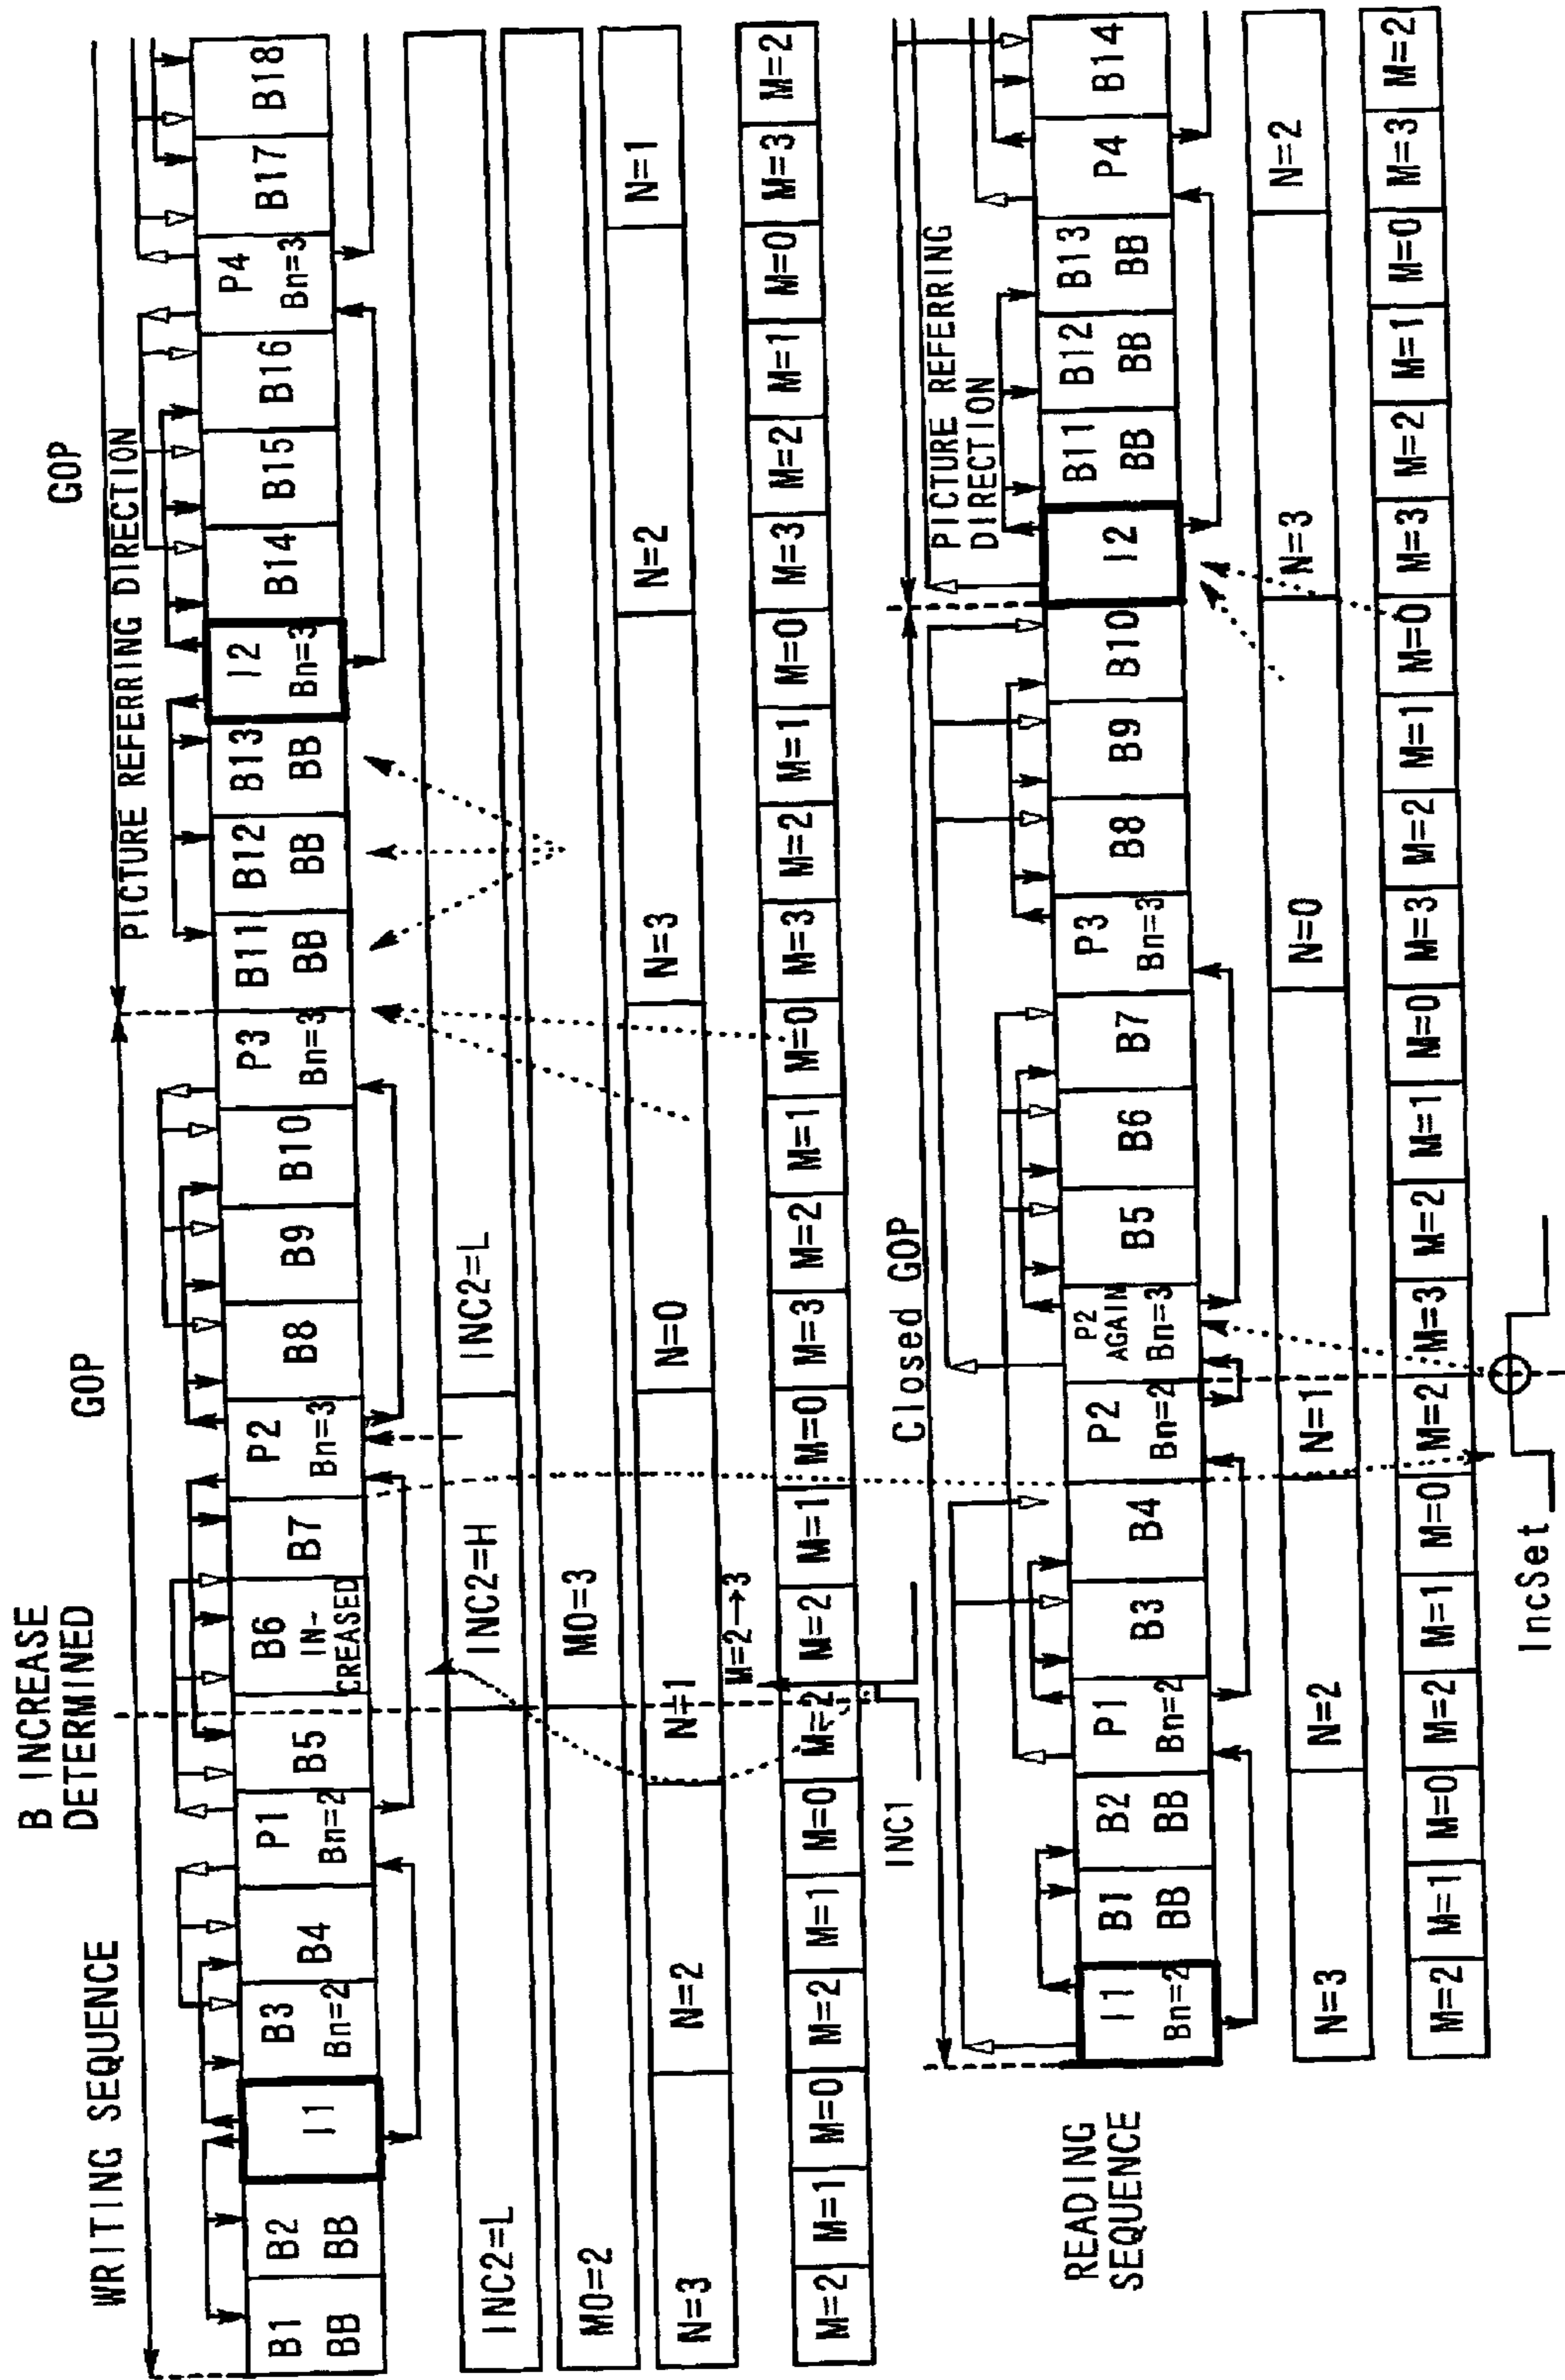 B INCREASE
DETERMINED
WRITING SEQUENCE
GOP
GOP
PICTURE REFERRING DIRECTION
B1 B2 I1 B3 B4 P1 B5 B6 B7 P2 B8 B9 B10 P3 B11 B12 B13 I2 B14 B15 B16 P4 B17 B18
BB BB Bn=2 Bn=2 IN- Bn=3 Bn=3 BB BB BB Bn=3 Bn=3
CREASED
INC2=L INC2=H INC2=L
MO=2 MO=3
N=3 N=2 N=1 N=0 N=3 N=2 N=1
M=2→3
M=2 M=1 M=0 M=2 M=1 M=0 M=2 M=2 M=1 M=0 M=3 M=2 M=1 M=0 M=3 M=2 M=1 M=0 M=3 M=2 M=1 M=0 M=3 M=2
INC1
Closed GOP
PICTURE REFERRING
DIRECTION
READING
SEQUENCE
I1 B1 B2 P1 B3 B4 P2 P2 B5 B6 B7 P3 B8 B9 B10 I2 B11 B12 B13 P4 B14
AGAIN
Bn=2 BB BB Bn=2 Bn=2 Bn=3 Bn=3 BB BB BB
N=3 N=2 N=1 N=0 N=3 N=2
M=2 M=1 M=0 M=2 M=1 M=0 M=2 M=3 M=2 M=1 M=0 M=3 M=2 M=1 M=0 M=3 M=2 M=1 M=0 M=3 M=2
IncSet